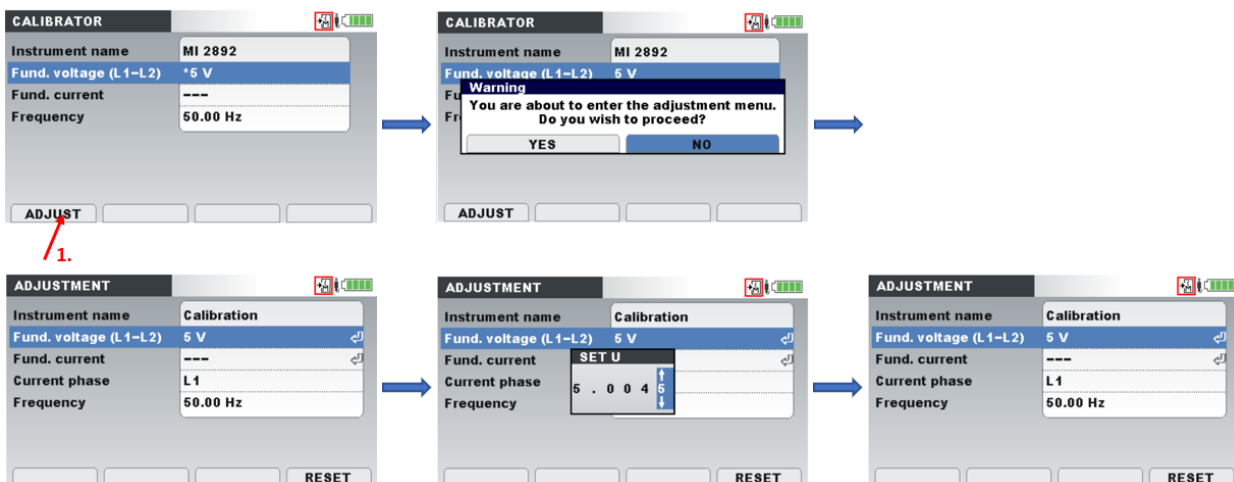 CALIBRATOR
Instrument name MI 2892
Fund. voltage (L1-L2) *5 V
Fund. current ---
Frequency 50.00 Hz
ADJUST
1.
CALIBRATOR
Instrument name MI 2892
Fund. voltage (L1-L2) 5 V
Fu
Fr
Warning
You are about to enter the adjustment menu.
Do you wish to proceed?
YES NO
ADJUST
ADJUSTMENT
Instrument name Calibration
Fund. voltage (L1-L2) 5 V
Fund. current ---
Current phase L1
Frequency 50.00 Hz
RESET
ADJUSTMENT
Instrument name Calibration
Fund. voltage (L1-L2) 5 V
Fund. current
Current phase
Frequency
SET U
5 . 0 0 4 5
RESET
ADJUSTMENT
Instrument name Calibration
Fund. voltage (L1-L2) 5 V
Fund. current ---
Current phase L1
Frequency 50.00 Hz
RESET